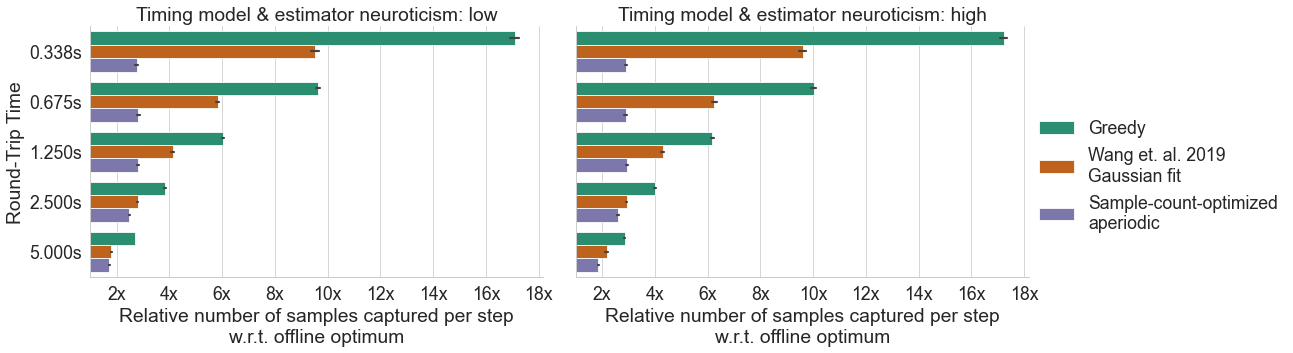 Timing model & estimator neuroticism: low
Round-Trip Time
0.338s
0.675s
1.250s
2.500s
5.000s
2x 4x 6x 8x 10x 12x 14x 16x 18x
Relative number of samples captured per step
w.r.t. offline optimum
Timing model & estimator neuroticism: high
2x 4x 6x 8x 10x 12x 14x 16x 18x
Relative number of samples captured per step
w.r.t. offline optimum
Greedy
Wang et. al. 2019
Gaussian fit
Sample-count-optimized
aperiodic